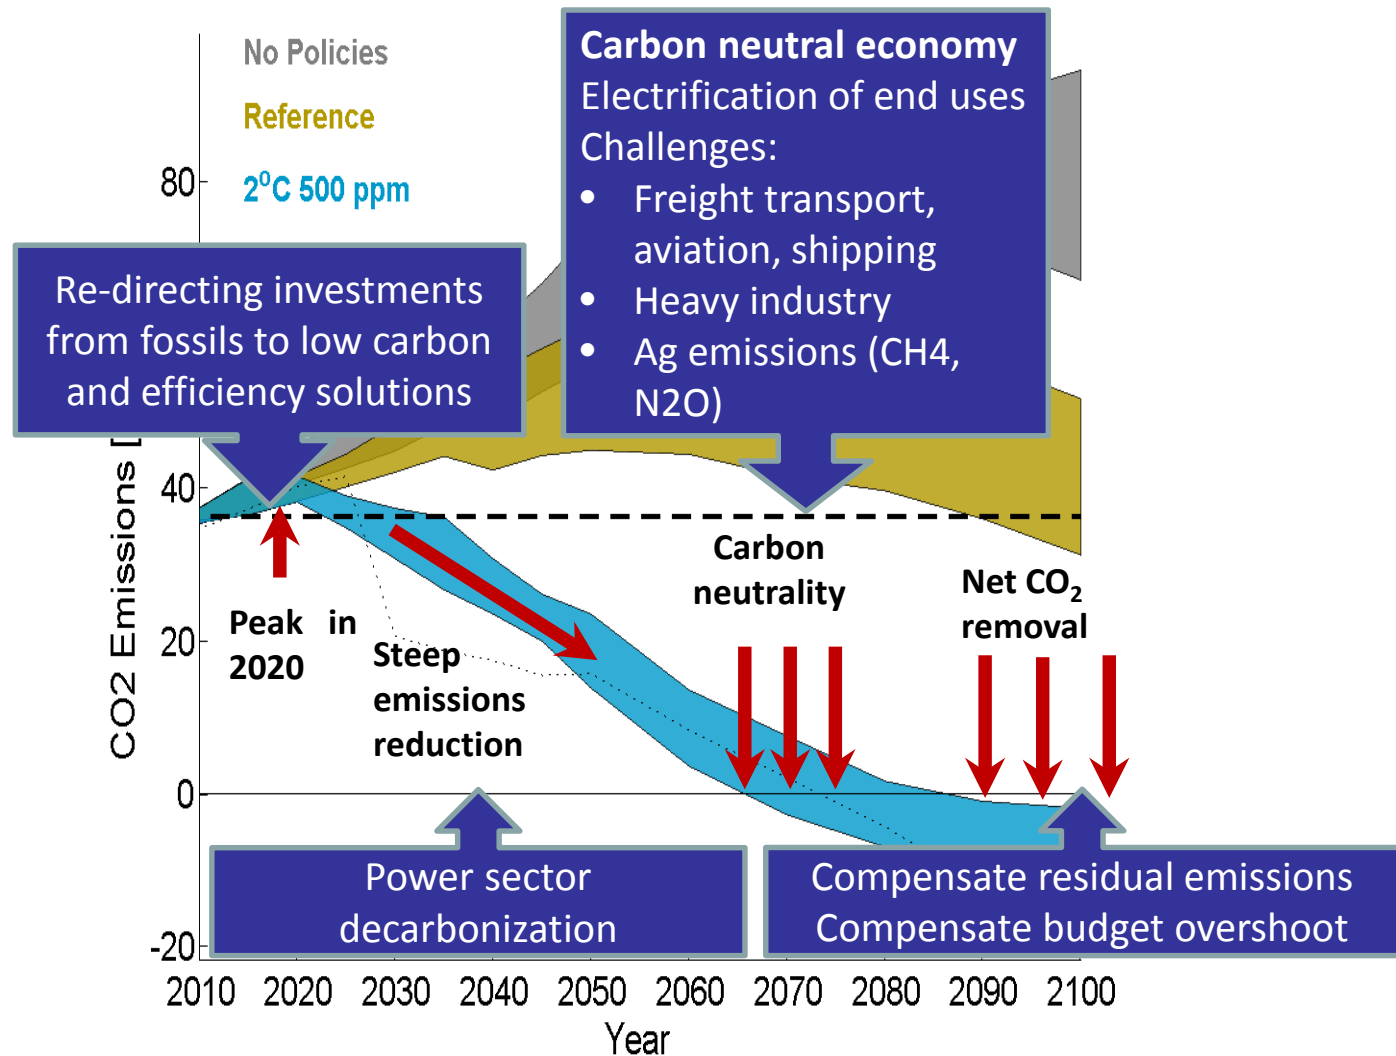 No Policies
Reference
2⁰C 500 ppm
Carbon neutral economy
Electrification of end uses
Challenges:
• Freight transport,
aviation, shipping
• Heavy industry
• Ag emissions (CH4,
N2O)
Re-directing investments
from fossils to low carbon
and efficiency solutions
CO2 Emissions [
80
40
20
0
-20
Peak in
2020
Steep
emissions
reduction
Carbon
neutrality
Net CO₂
removal
Power sector
decarbonization
Compensate residual emissions
Compensate budget overshoot
2010 2020 2030 2040 2050 2060 2070 2080 2090 2100
Year